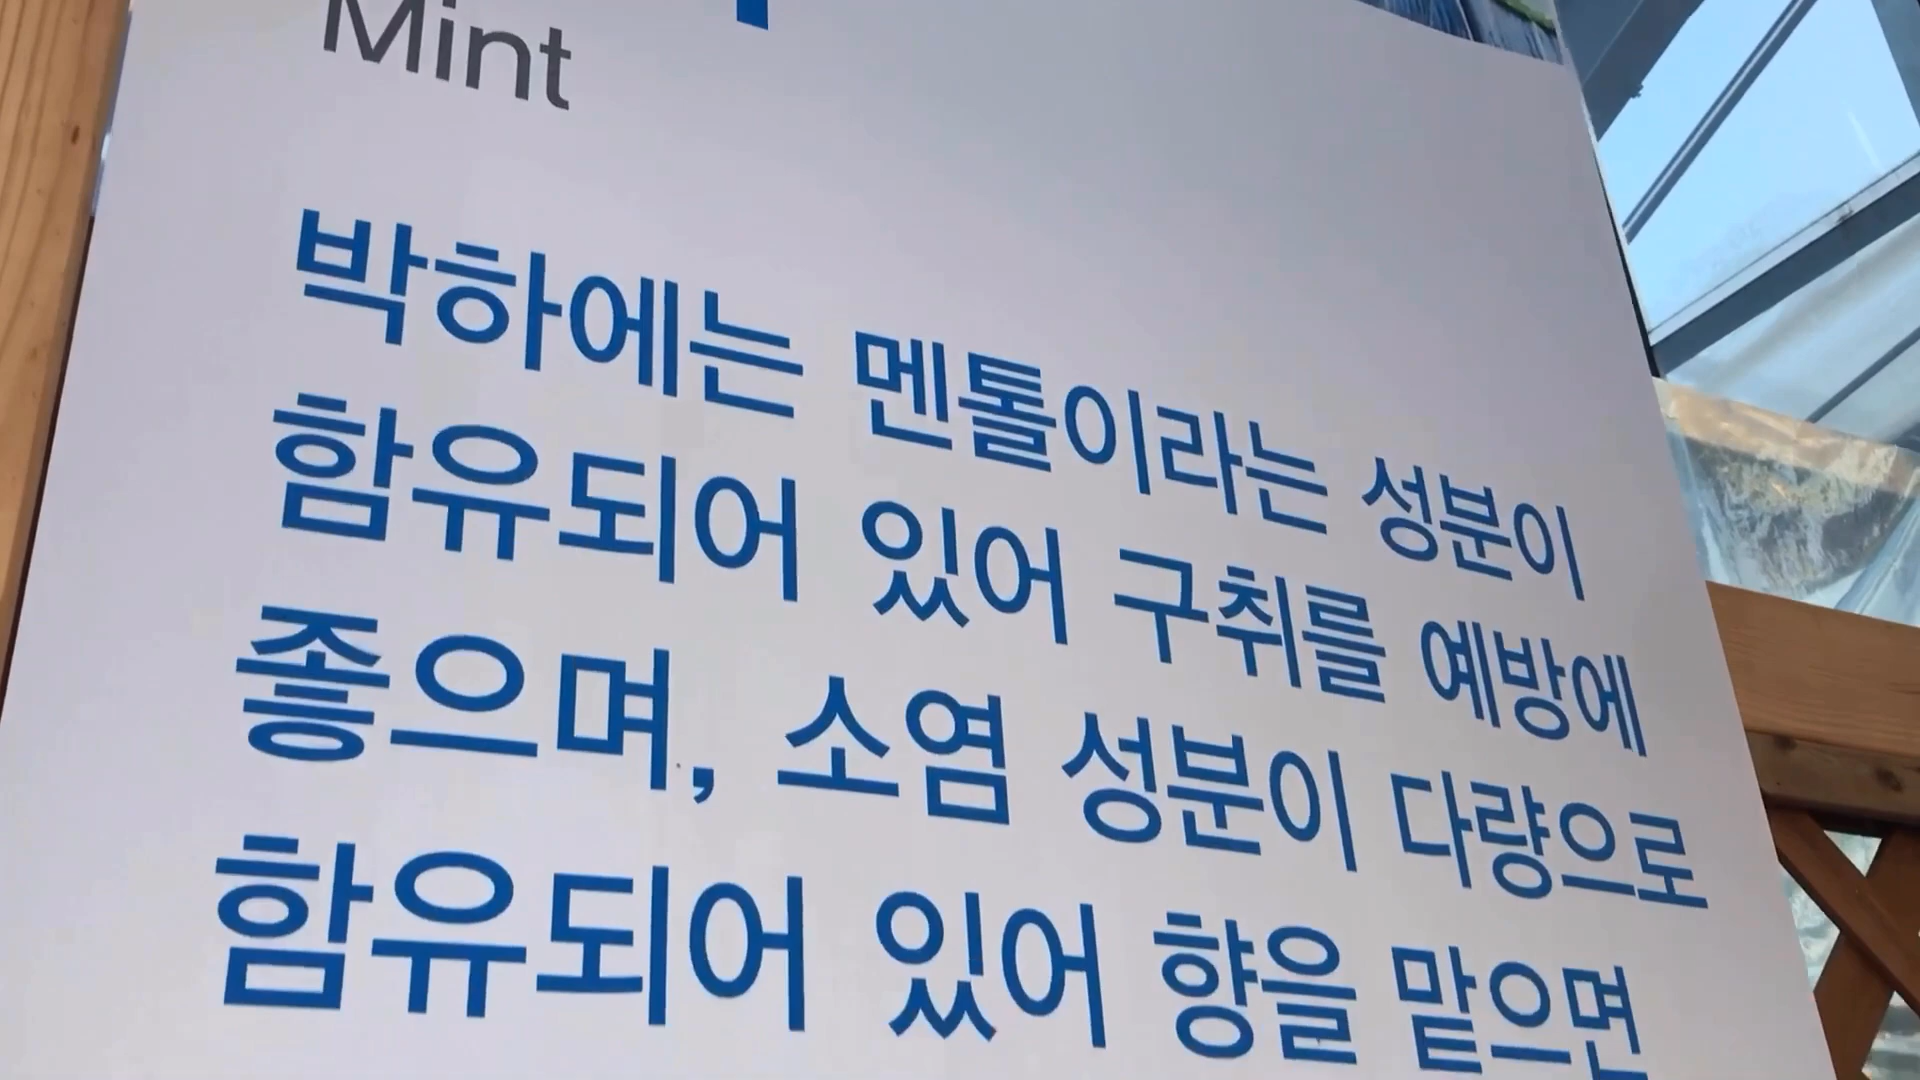 Mint
박하에는 멘톨이라는 성분이
함유되어 있어 구취를 예방에
좋으며, 소염 성분이 다량으로
함유되어 있어 향을 맡으면